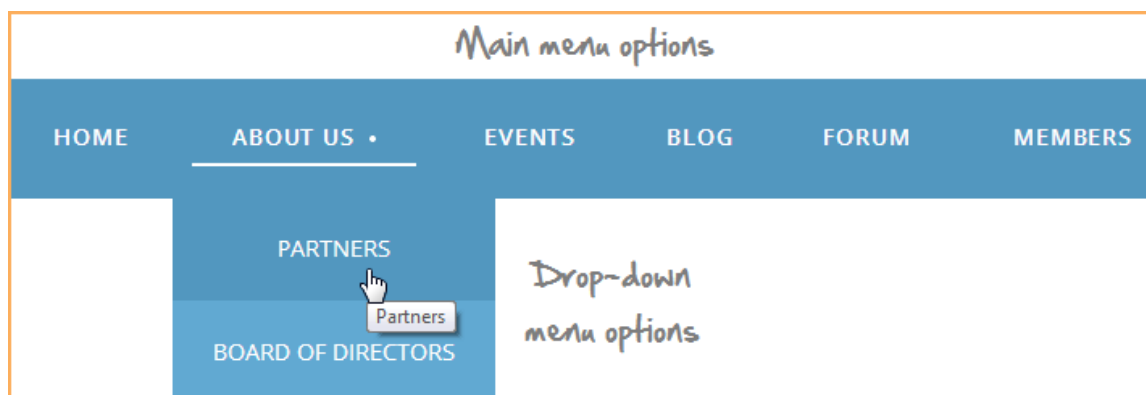 Main menu options
HOME ABOUT US • EVENTS BLOG FORUM MEMBERS
PARTNERS
Partners
BOARD OF DIRECTORS
Drop-down
menu options